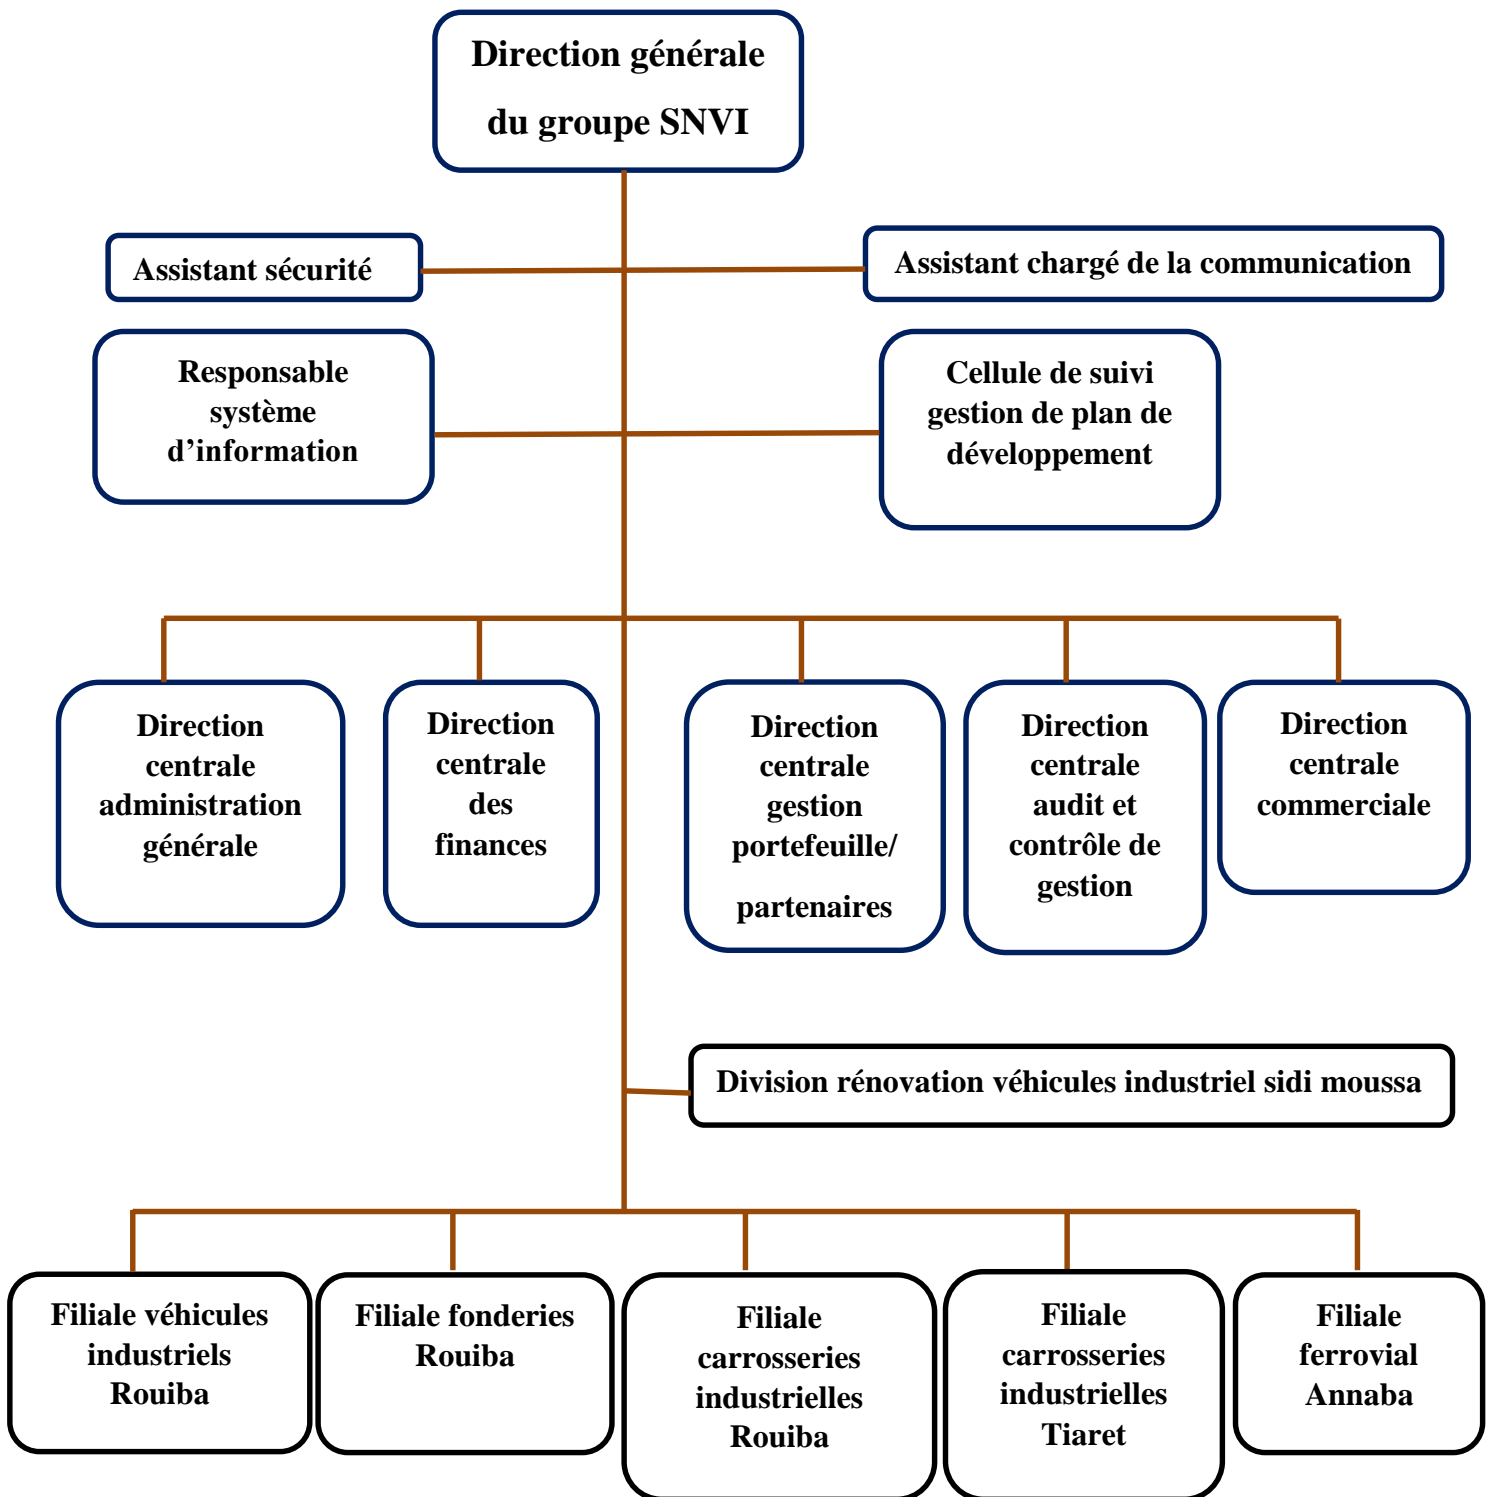 Direction générale
du groupe SNVI
Assistant sécurité
Assistant chargé de la communication
Responsable
système
d’information
Cellule de suivi
gestion de plan de
développement
Direction
centrale
administration
générale
Direction
centrale
des
finances
Direction
centrale
gestion
portefeuille/
partenaires
Direction
centrale
audit et
contrôle de
gestion
Direction
centrale
commerciale
Division rénovation véhicules industriel sidi moussa
Filiale véhicules
industriels
Rouiba
Filiale fonderies
Rouiba
Filiale
carrosseries
industrielles
Rouiba
Filiale
carrosseries
industrielles
Tiaret
Filiale
ferrovial
Annaba